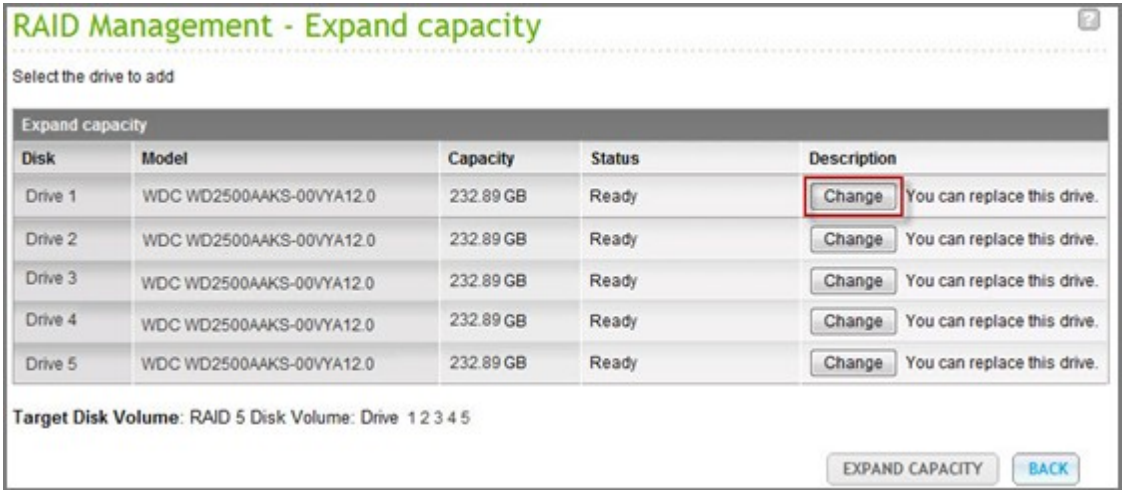 RAID Management - Expand capacity ?
Select the drive to add
Expand capacity
Disk Model Capacity Status Description
Drive 1 WDC WD2500AAKS-00VYA12.0 232.89 GB Ready Change You can replace this drive.
Drive 2 WDC WD2500AAKS-00VYA12.0 232.89 GB Ready Change You can replace this drive.
Drive 3 WDC WD2500AAKS-00VYA12.0 232.89 GB Ready Change You can replace this drive.
Drive 4 WDC WD2500AAKS-00VYA12.0 232.89 GB Ready Change You can replace this drive.
Drive 5 WDC WD2500AAKS-00VYA12.0 232.89 GB Ready Change You can replace this drive.
Target Disk Volume: RAID 5 Disk Volume: Drive 1 2 3 4 5
EXPAND CAPACITY BACK